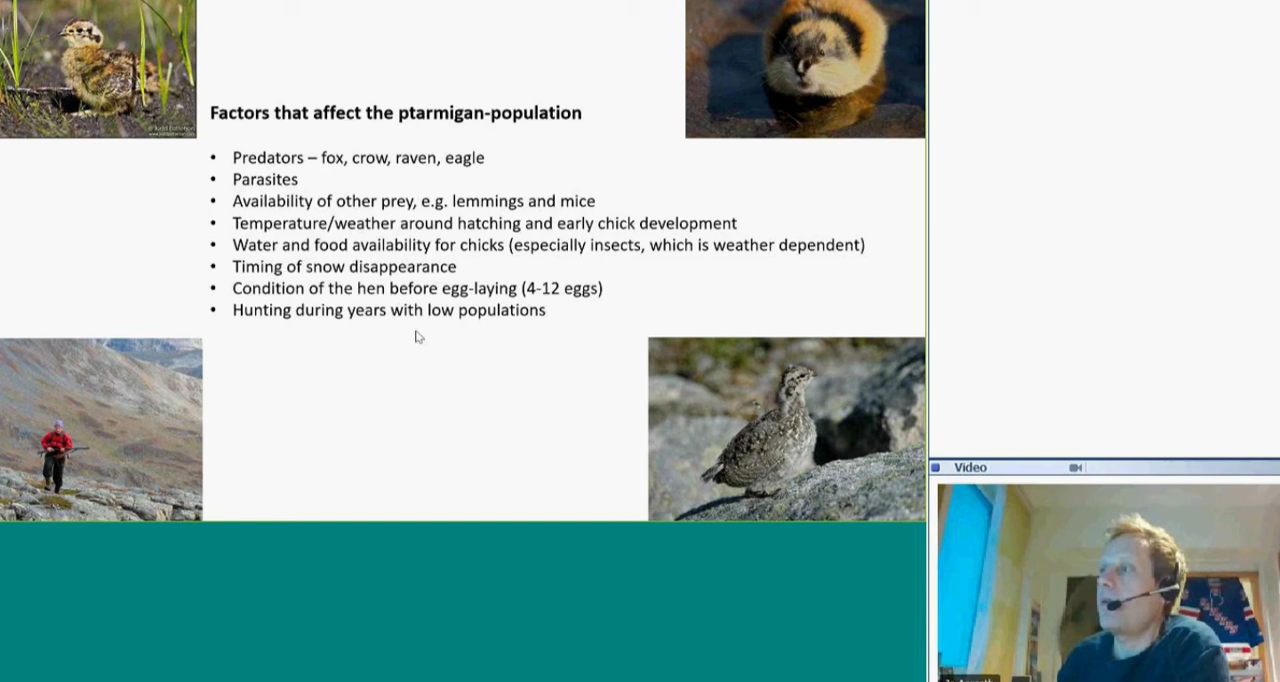 Factors that affect the ptarmigan-population
• Predators – fox, crow, raven, eagle
• Parasites
• Availability of other prey, e.g. lemmings and mice
• Temperature/weather around hatching and early chick development
• Water and food availability for chicks (especially insects, which is weather dependent)
• Timing of snow disappearance
• Condition of the hen before egg-laying (4-12 eggs)
• Hunting during years with low populations
Video